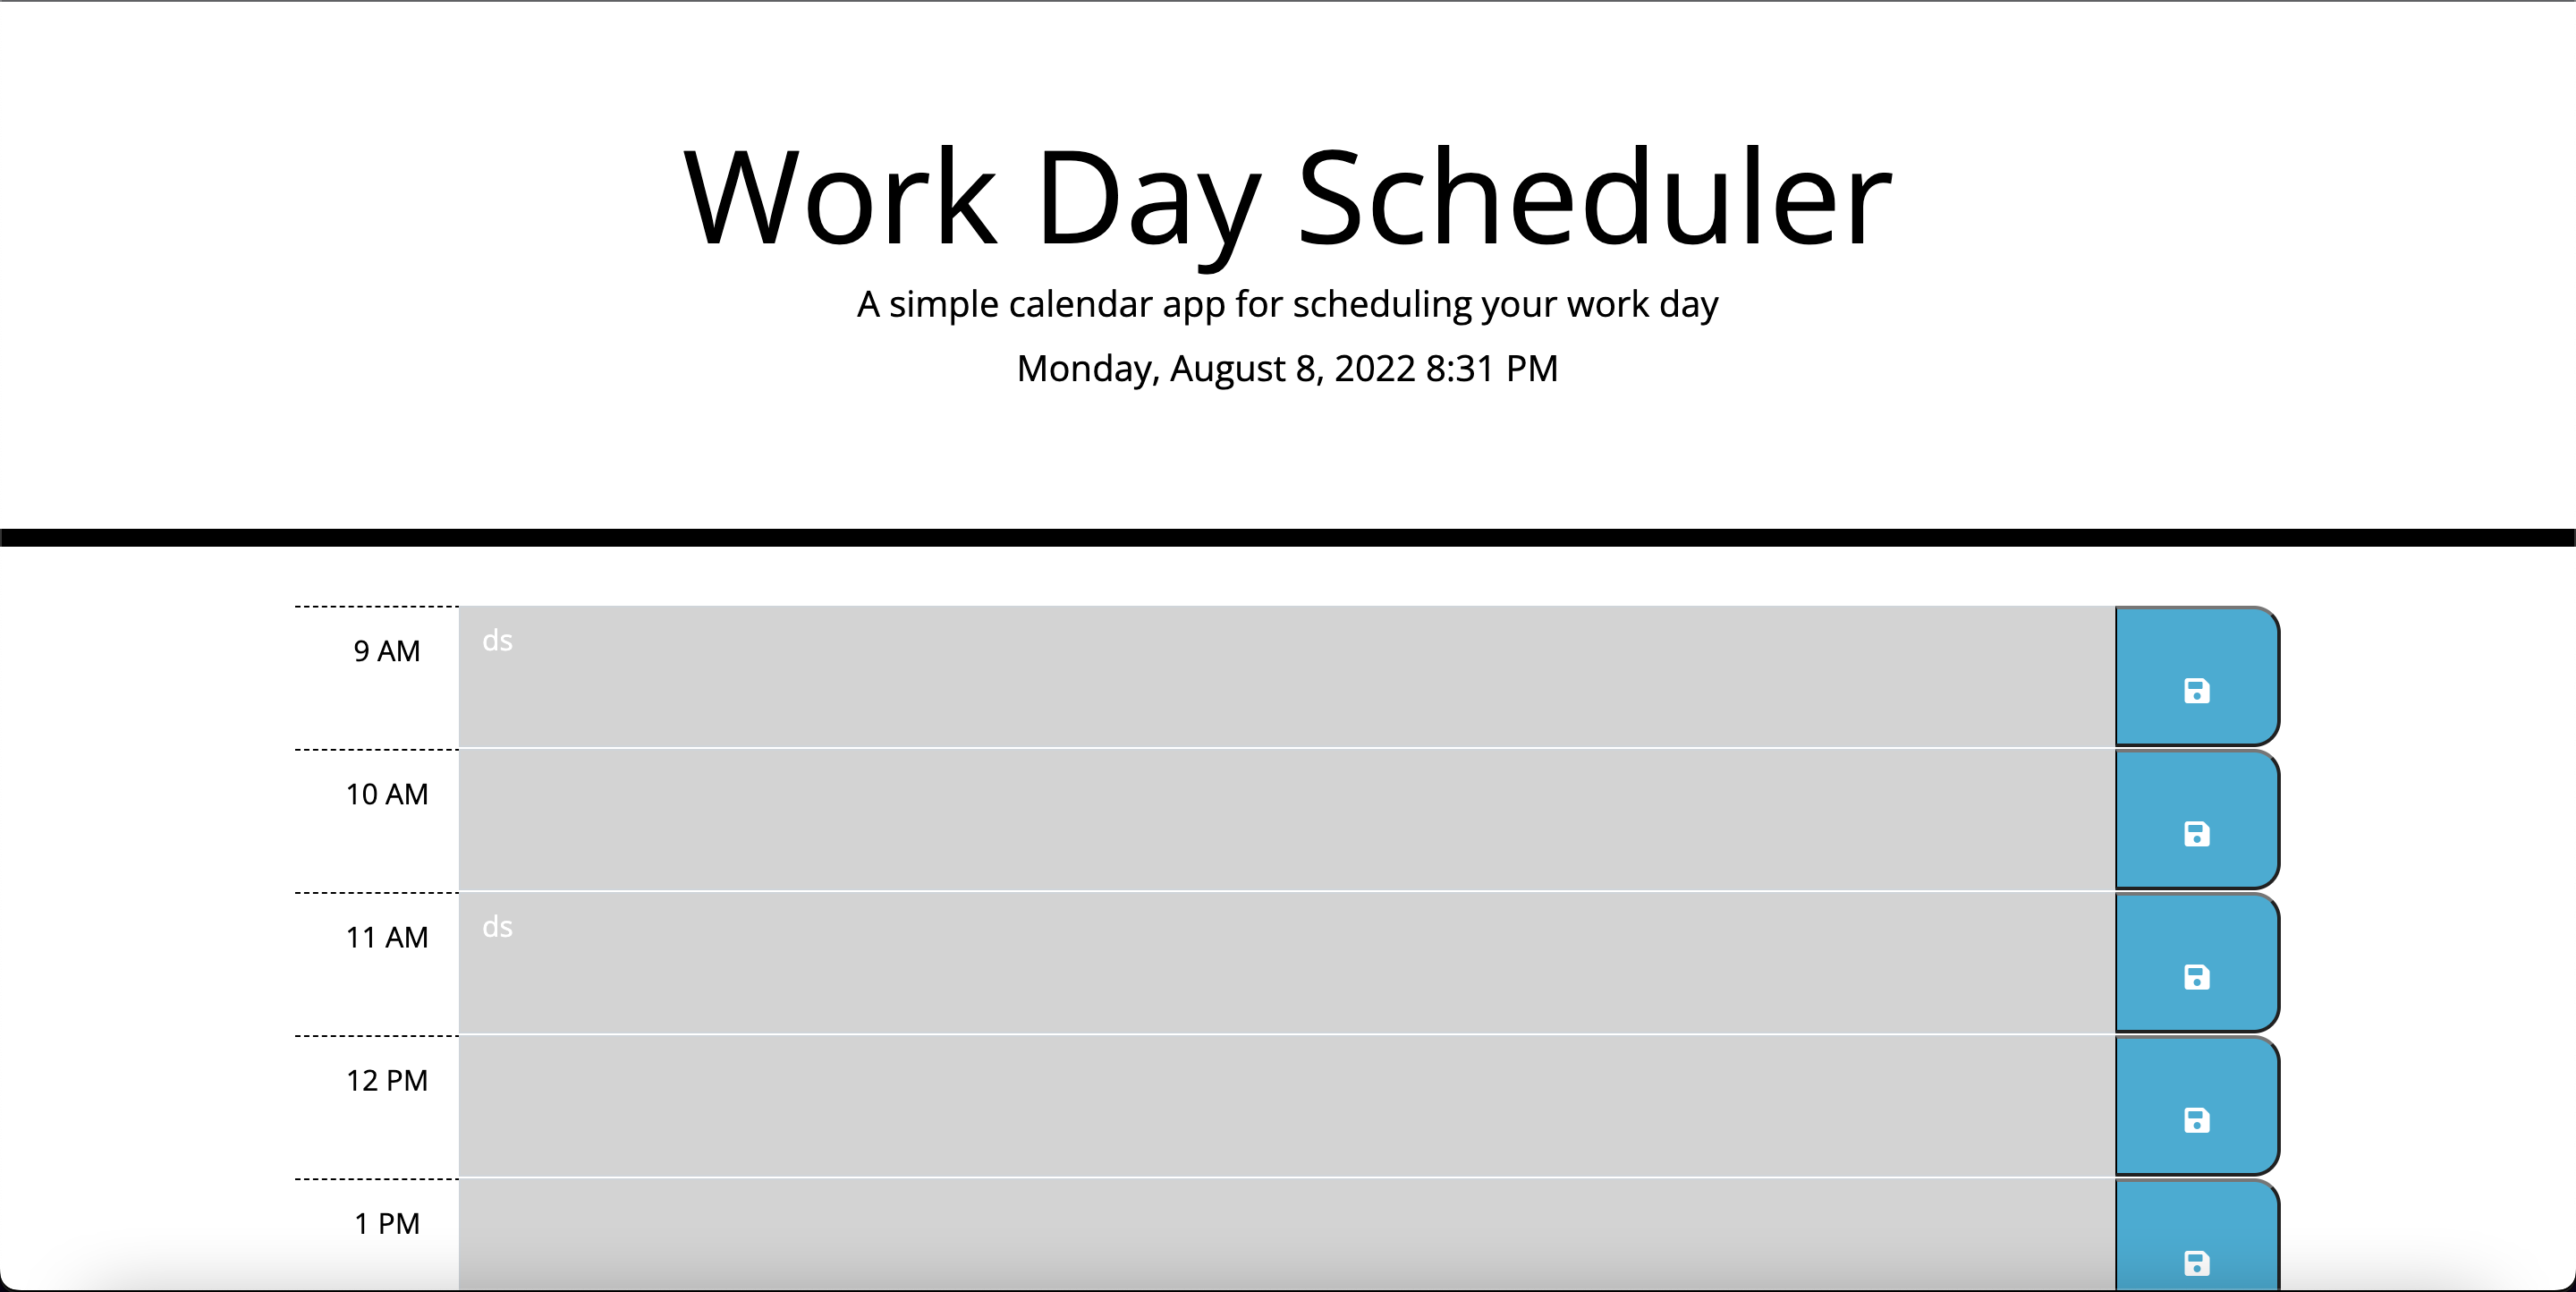 Work Day Scheduler
A simple calendar app for scheduling your work day
Monday, August 8, 2022 8:31 PM
9 AM
ds
10 AM
11 AM
ds
12 PM
1 PM